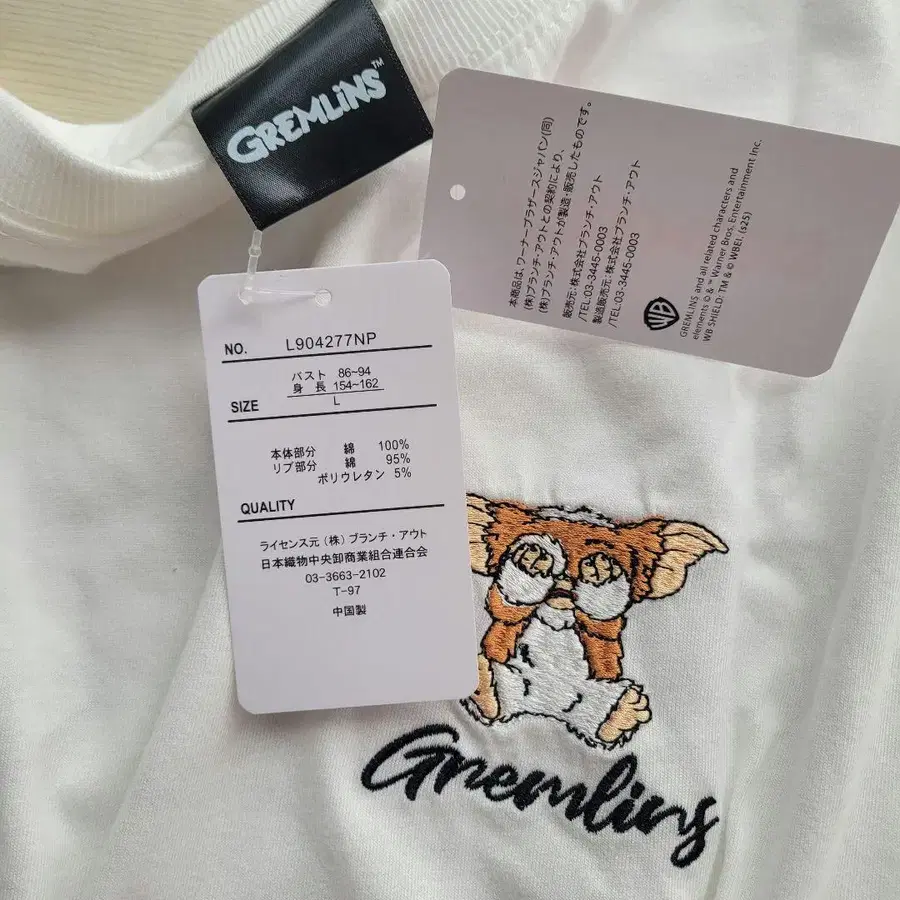 GREMLiNS™
本商品は、ワーナーブラザースジャパン(同)
(株)ブランチ・アウトとの契約により、
(株)ブランチ・アウトが製造・販売したものです。
販売元:株式会社ブランチ・アウト
/TEL:03-3445-0003
製造販売元:株式会社ブランチ・アウト
/TEL:03-3445-0003
WB
GREMLINS and all related characters and
elements © & ™ Warner Bros. Entertainment Inc.
WB SHIELD: TM & © WBEI. (s25)
NO. L904277NP
バスト 86~94
身長 154~162
SIZE L
本体部分 綿 100%
リブ部分 綿 95%
ポリウレタン 5%
QUALITY
ライセンス元(株)ブランチ・アウト
日本織物中央卸商業組合連合会
03-3663-2102
T-97
中国製
Gremlins